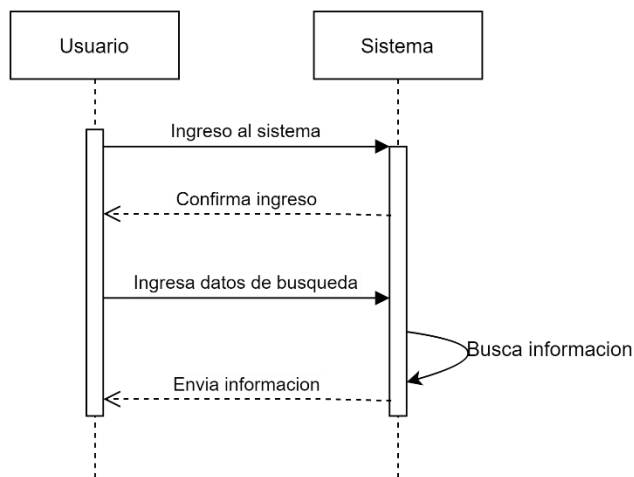 Usuario
Sistema
Ingreso al sistema
Confirma ingreso
Ingresa datos de busqueda
Busca informacion
Envia informacion